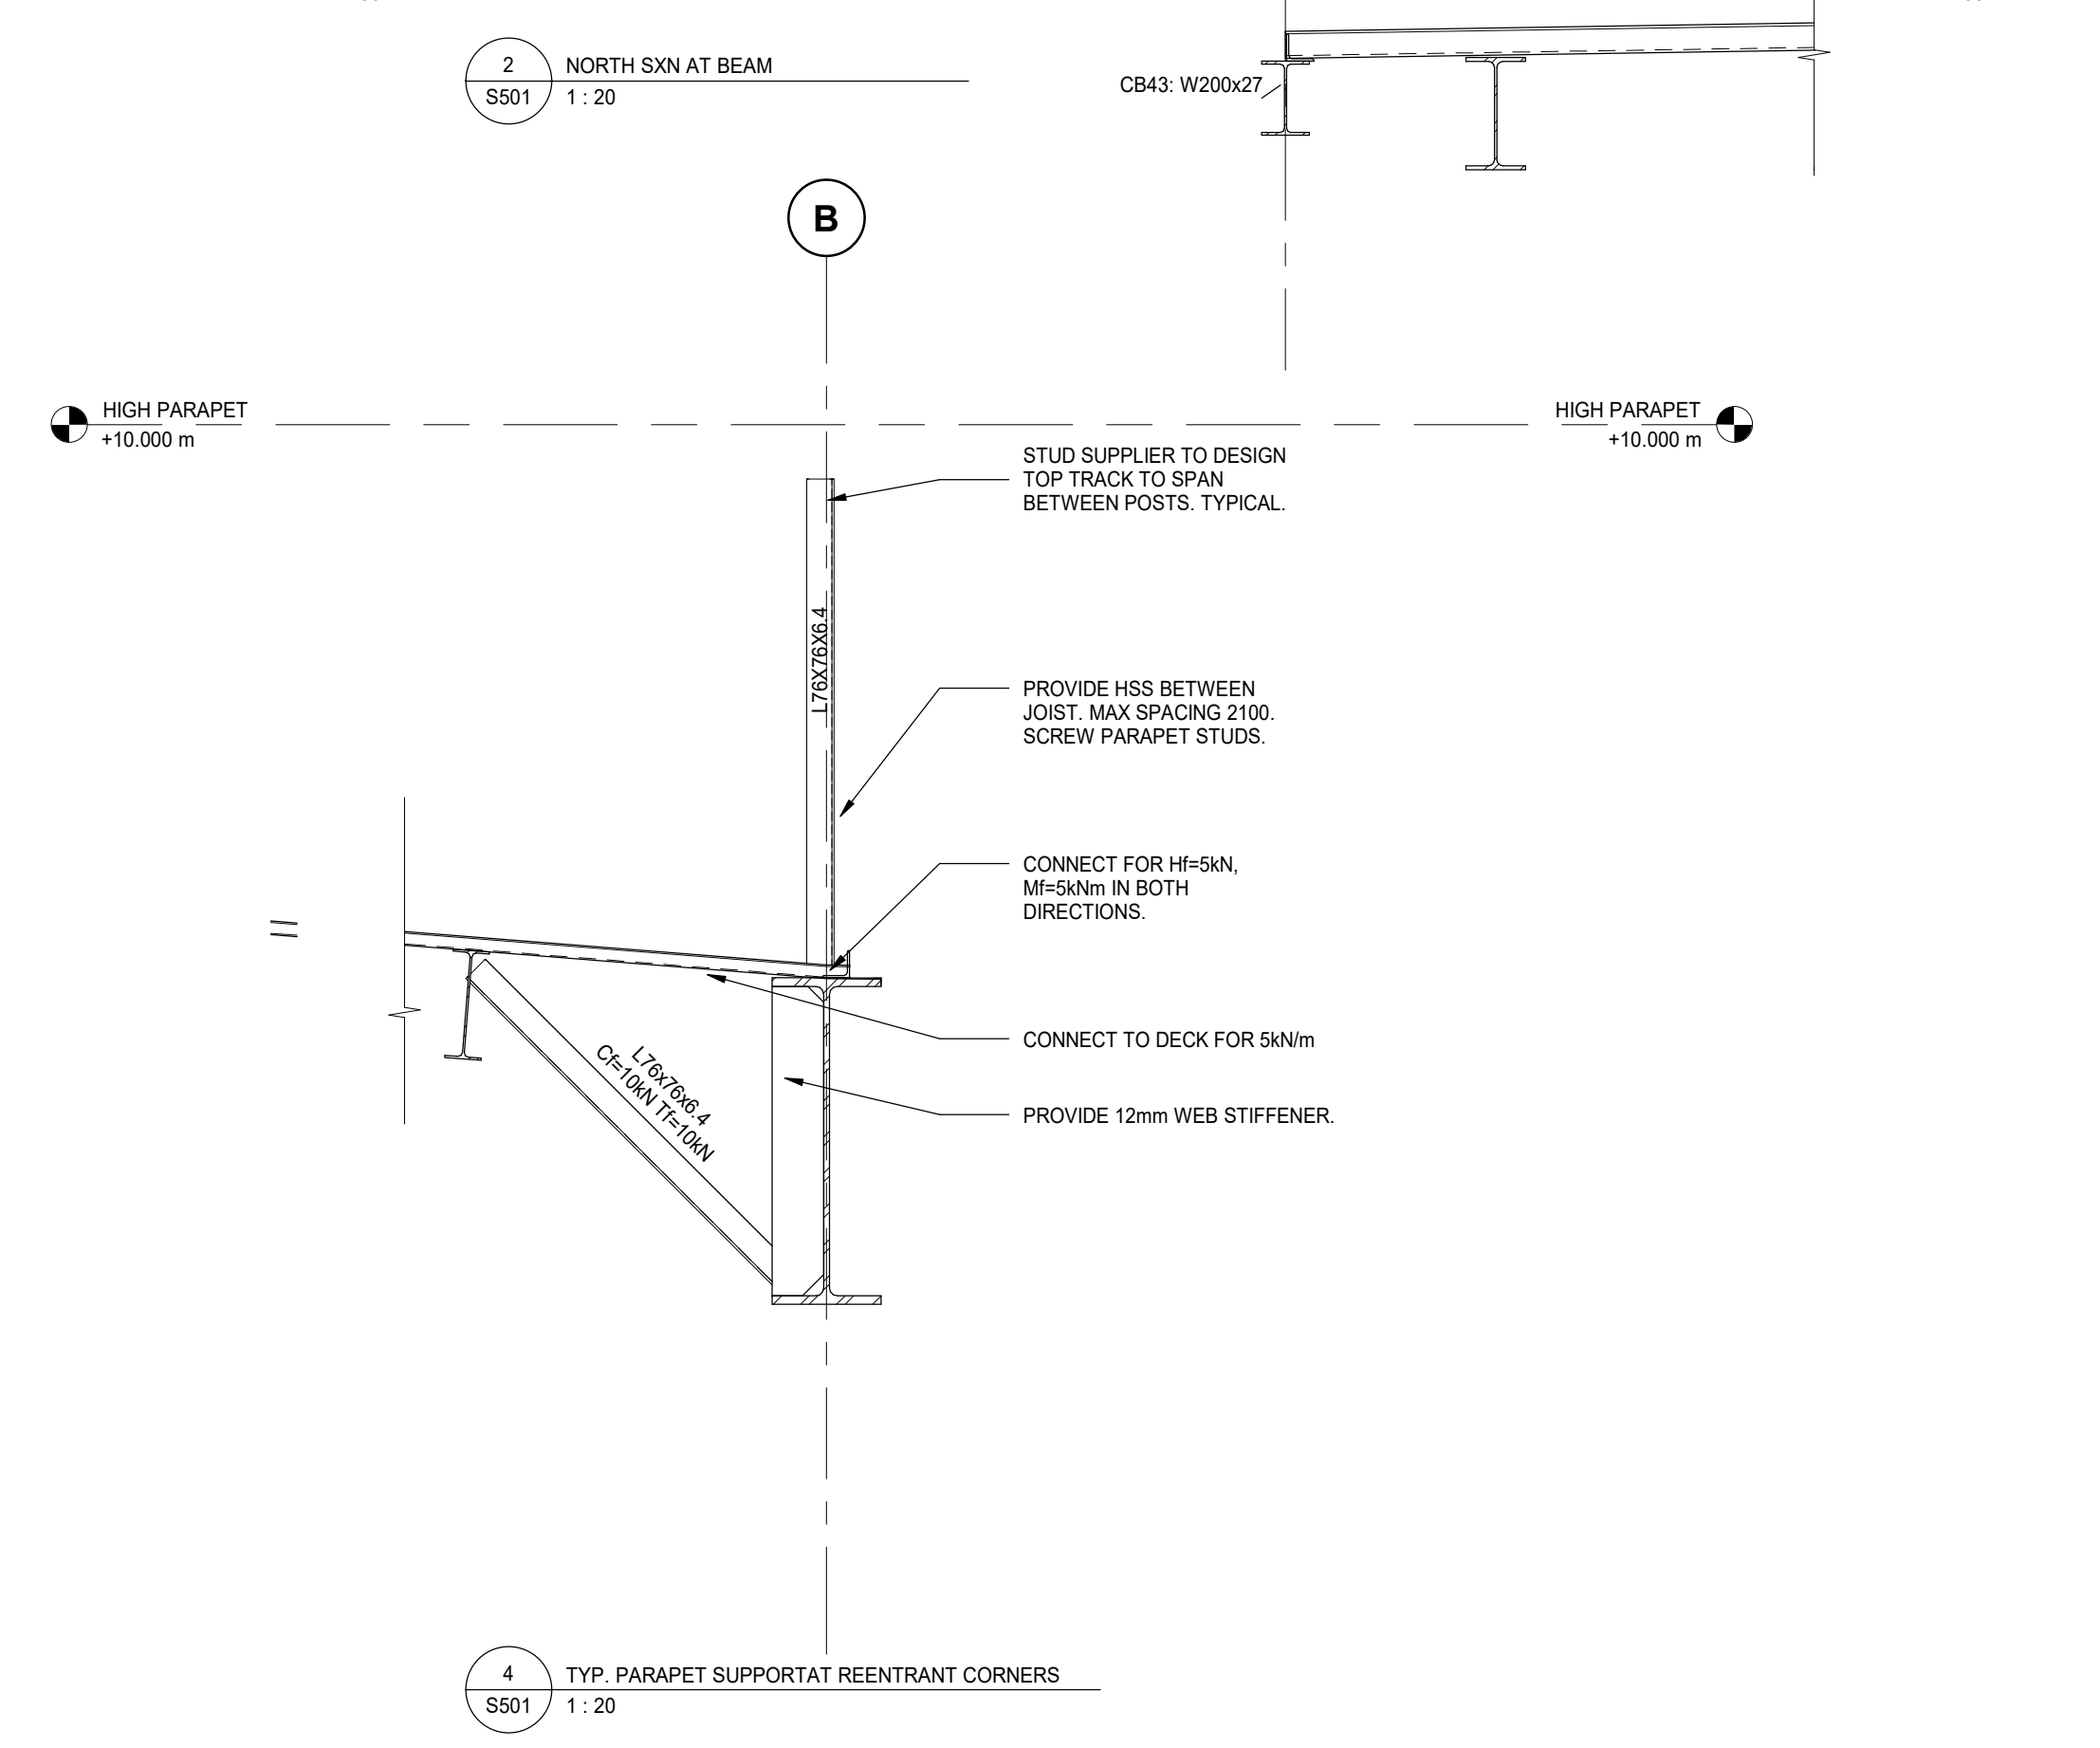 2
NORTH SXN AT BEAM
S501
1 : 20
CB43: W200x27
B
HIGH PARAPET
+10.000 m
HIGH PARAPET
+10.000 m
STUD SUPPLIER TO DESIGN
TOP TRACK TO SPAN
BETWEEN POSTS. TYPICAL.
L76X76X6.4
PROVIDE HSS BETWEEN
JOIST. MAX SPACING 2100.
SCREW PARAPET STUDS.
CONNECT FOR Hf=5kN,
Mf=5kNm IN BOTH
DIRECTIONS.
CONNECT TO DECK FOR 5kN/m
L76x76x6.4
Cf=10kN Tf=10kN
PROVIDE 12mm WEB STIFFENER.
4
TYP. PARAPET SUPPORTAT REENTRANT CORNERS
S501
1 : 20